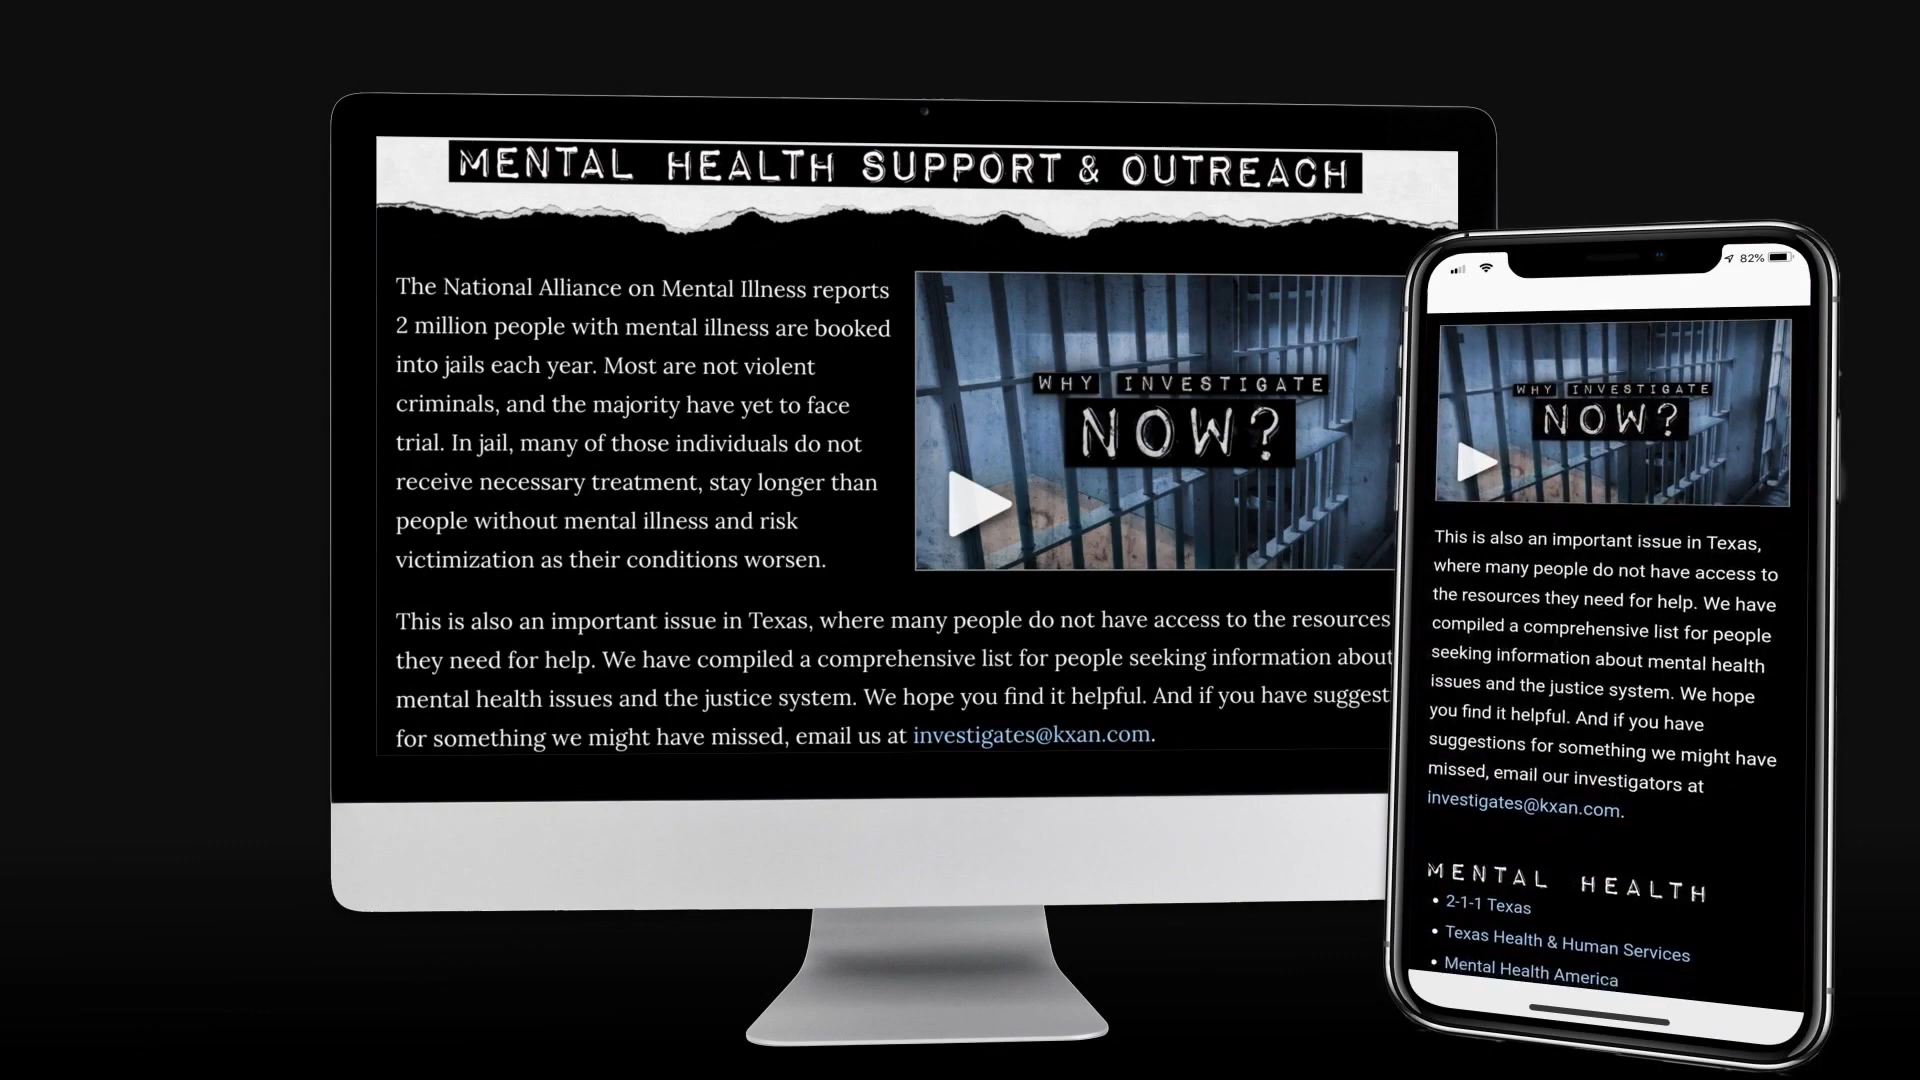 MENTAL HEALTH SUPPORT & OUTREACH
The National Alliance on Mental Illness reports
2 million people with mental illness are booked
into jails each year. Most are not violent
criminals, and the majority have yet to face
trial. In jail, many of those individuals do not
receive necessary treatment, stay longer than
people without mental illness and risk
victimization as their conditions worsen.
WHY INVESTIGATE
NOW?
This is also an important issue in Texas, where many people do not have access to the resources
they need for help. We have compiled a comprehensive list for people seeking information about
mental health issues and the justice system. We hope you find it helpful. And if you have suggest
for something we might have missed, email us at investigates@kxan.com.
82%
WHY INVESTIGATE
NOW?
This is also an important issue in Texas,
where many people do not have access to
the resources they need for help. We have
compiled a comprehensive list for people
seeking information about mental health
issues and the justice system. We hope
you find it helpful. And if you have
suggestions for something we might have
missed, email our investigators at
investigates@kxan.com.
MENTAL HEALTH
• 2-1-1 Texas
• Texas Health & Human Services
• Mental Health America